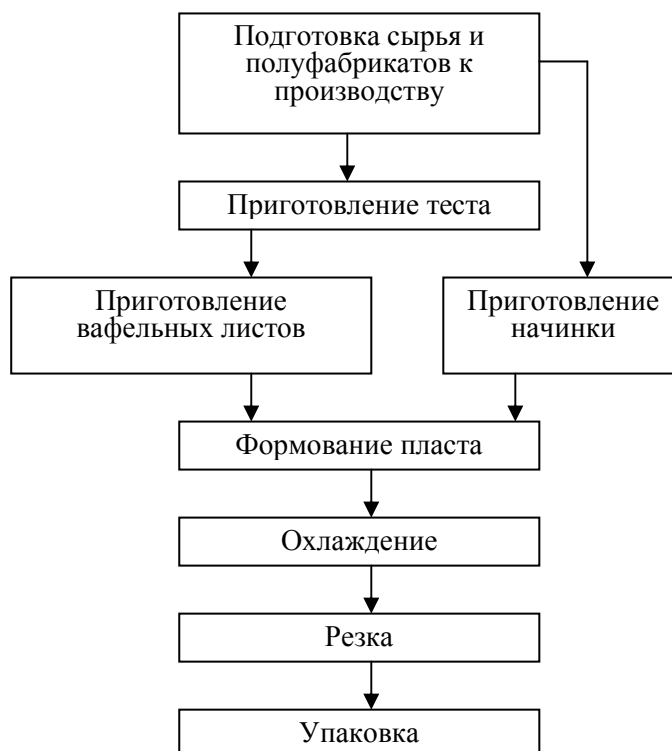 Подготовка сырья и
полуфабрикатов к
производству
Приготовление теста
Приготовление
вафельных листов
Приготовление
начинки
Формование пласта
Охлаждение
Резка
Упаковка